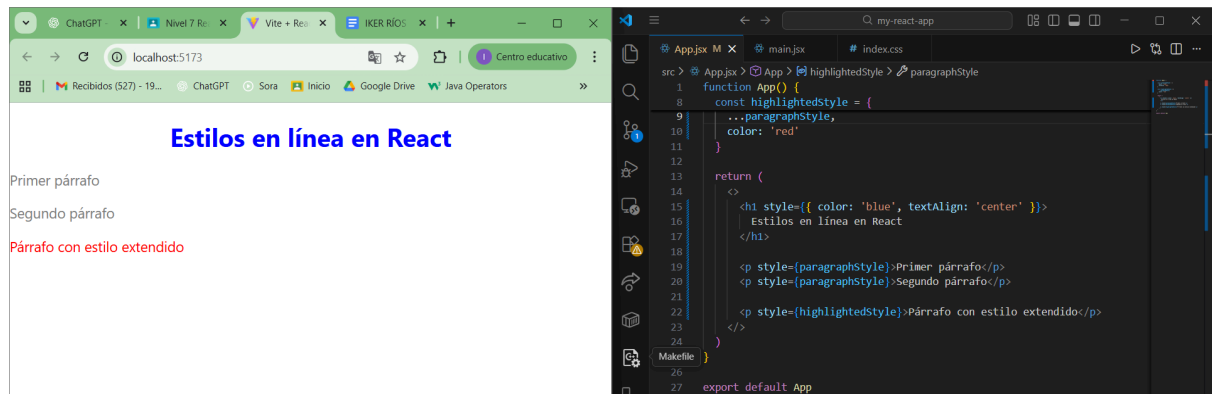 ChatGPT -
Nivel 7 Re
Vite + Rea
IKER RÍOS
localhost:5173
Centro educativo
Recibidos (527) - 19...
ChatGPT
Sora
Inicio
Google Drive
Java Operators
»
Estilos en línea en React
Primer párrafo
Segundo párrafo
Párrafo con estilo extendido
my-react-app
App.jsx M
main.jsx
# index.css
src > App.jsx > App > highlightedStyle > paragraphStyle
1 function App() {
8 const highlightedStyle = {
9 ...paragraphStyle,
10 color: 'red'
11 }
12
13 return (
14 <>
15 <h1 style={{ color: 'blue', textAlign: 'center' }}>
16 Estilos en línea en React
17 </h1>
18
19 <p style={paragraphStyle}>Primer párrafo</p>
20 <p style={paragraphStyle}>Segundo párrafo</p>
21
22 <p style={highlightedStyle}>Párrafo con estilo extendido</p>
23 </>
24 )
Makefile }
26
27 export default App